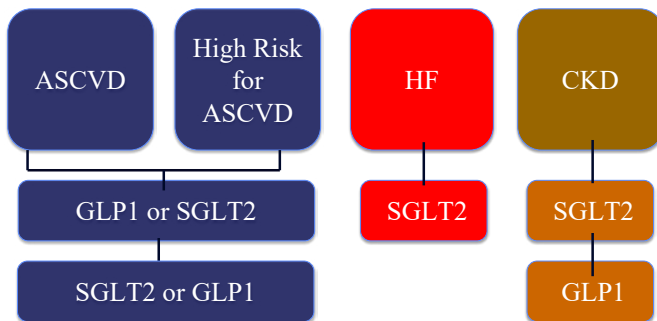 ASCVD
High Risk
for
ASCVD
HF
CKD
GLP1 or SGLT2
SGLT2
SGLT2
SGLT2 or GLP1
GLP1